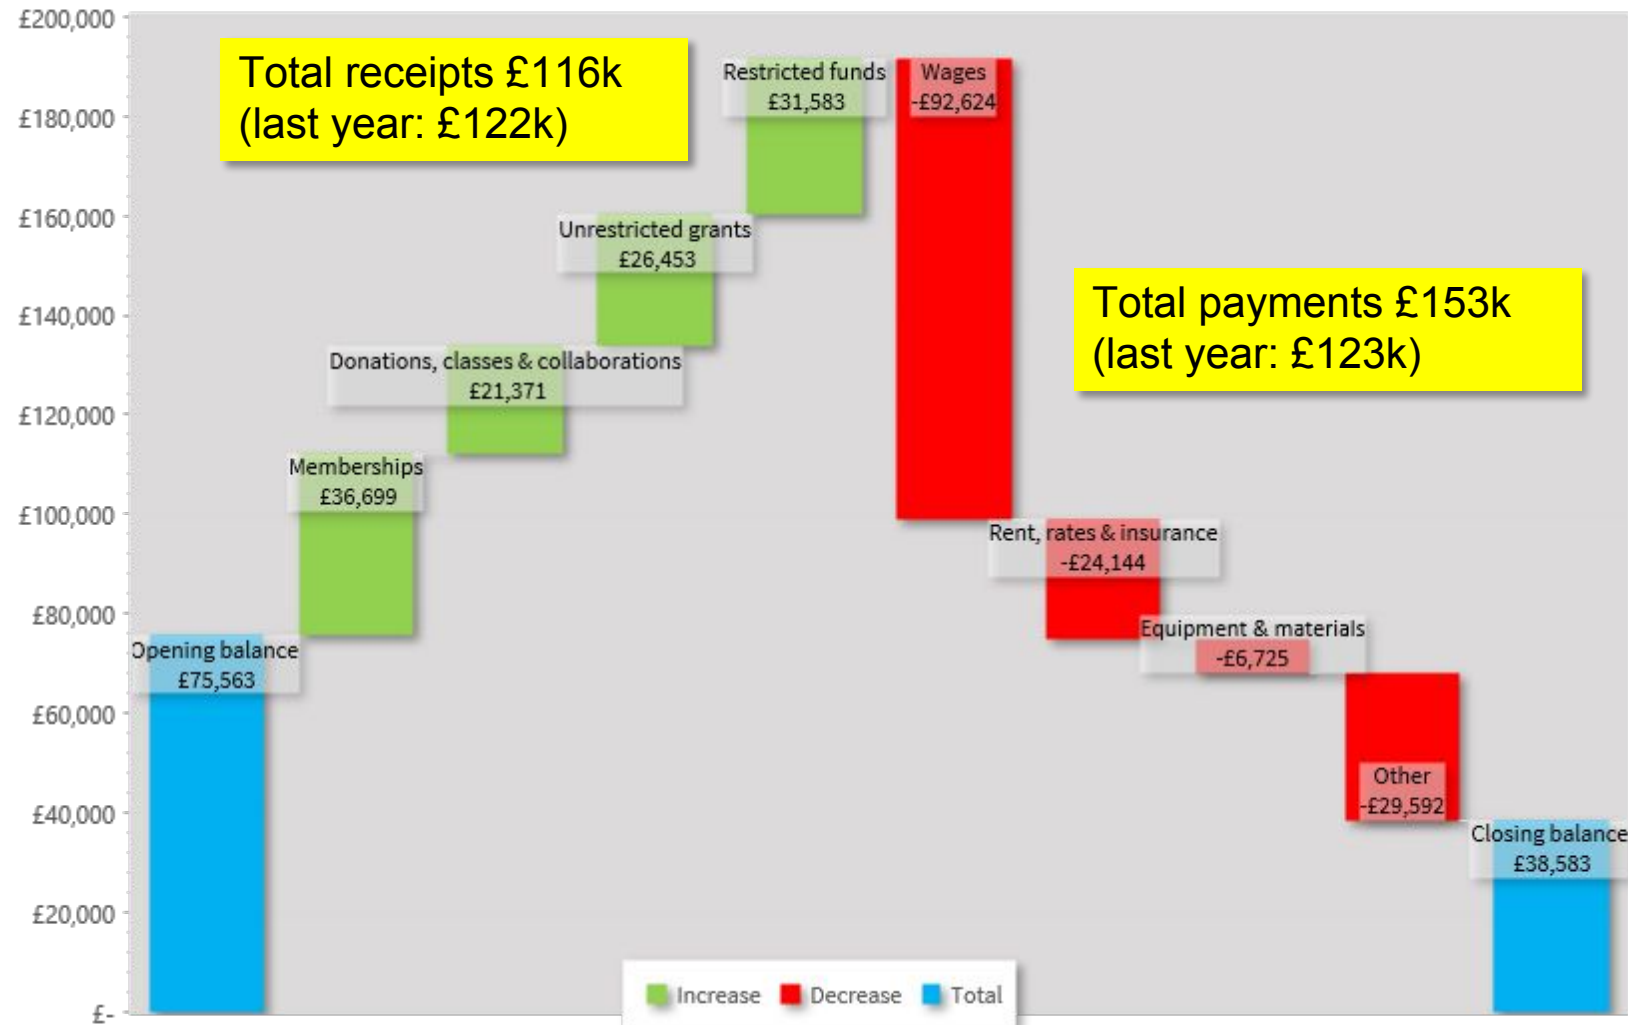 £200,000
£180,000
£160,000
£140,000
£120,000
£100,000
£80,000
£60,000
£40,000
£20,000
£-
Total receipts £116k
(last year: £122k)
Total payments £153k
(last year: £123k)
Opening balance
£75,563
Memberships
£36,699
Donations, classes & collaborations
£21,371
Unrestricted grants
£26,453
Restricted funds
£31,583
Wages
-£92,624
Rent, rates & insurance
-£24,144
Equipment & materials
-£6,725
Other
-£29,592
Closing balance
£38,583
Increase Decrease Total